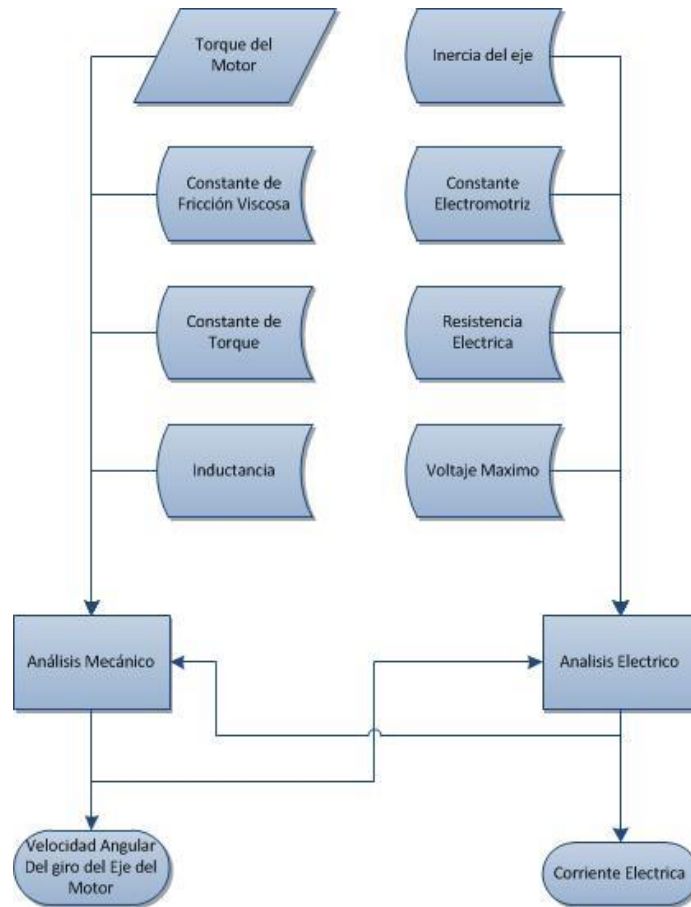 Torque del
Motor
Inercia del eje
Constante de
Fricción Viscosa
Constante
Electromotriz
Constante de
Torque
Resistencia
Electrica
Inductancia
Voltaje Maximo
Análisis Mecánico
Analisis Electrico
Velocidad Angular
Del giro del Eje del
Motor
Corriente Electrica